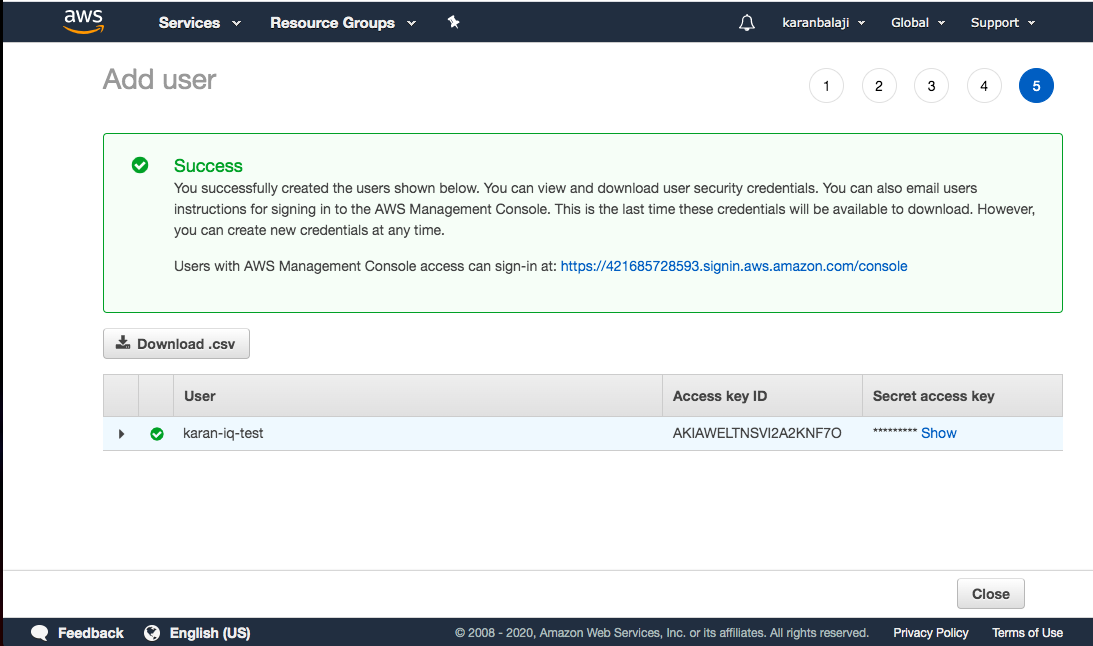 aws Services Resource Groups karanbalaji Global Support
Add user
1 2 3 4 5
Success
You successfully created the users shown below. You can view and download user security credentials. You can also email users
instructions for signing in to the AWS Management Console. This is the last time these credentials will be available to download. However,
you can create new credentials at any time.
Users with AWS Management Console access can sign-in at: https://421685728593.signin.aws.amazon.com/console
Download .csv
User Access key ID Secret access key
karan-iq-test AKIAWELTNSVI2A2KNF7O ********* Show
Close
Feedback English (US) © 2008 - 2020, Amazon Web Services, Inc. or its affiliates. All rights reserved. Privacy Policy Terms of Use